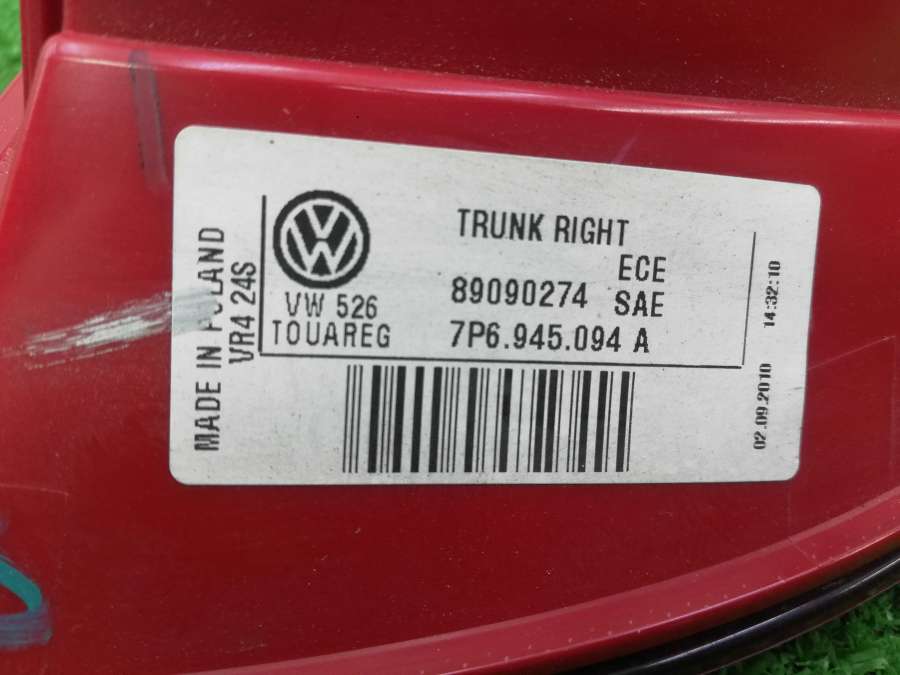 TRUNK RIGHT
ECE
89090274 SAE
7P6.945.094 A
VW 526
TOUAREG
MADE IN POLAND
VR4 24S
02.09.2010 14:32:10